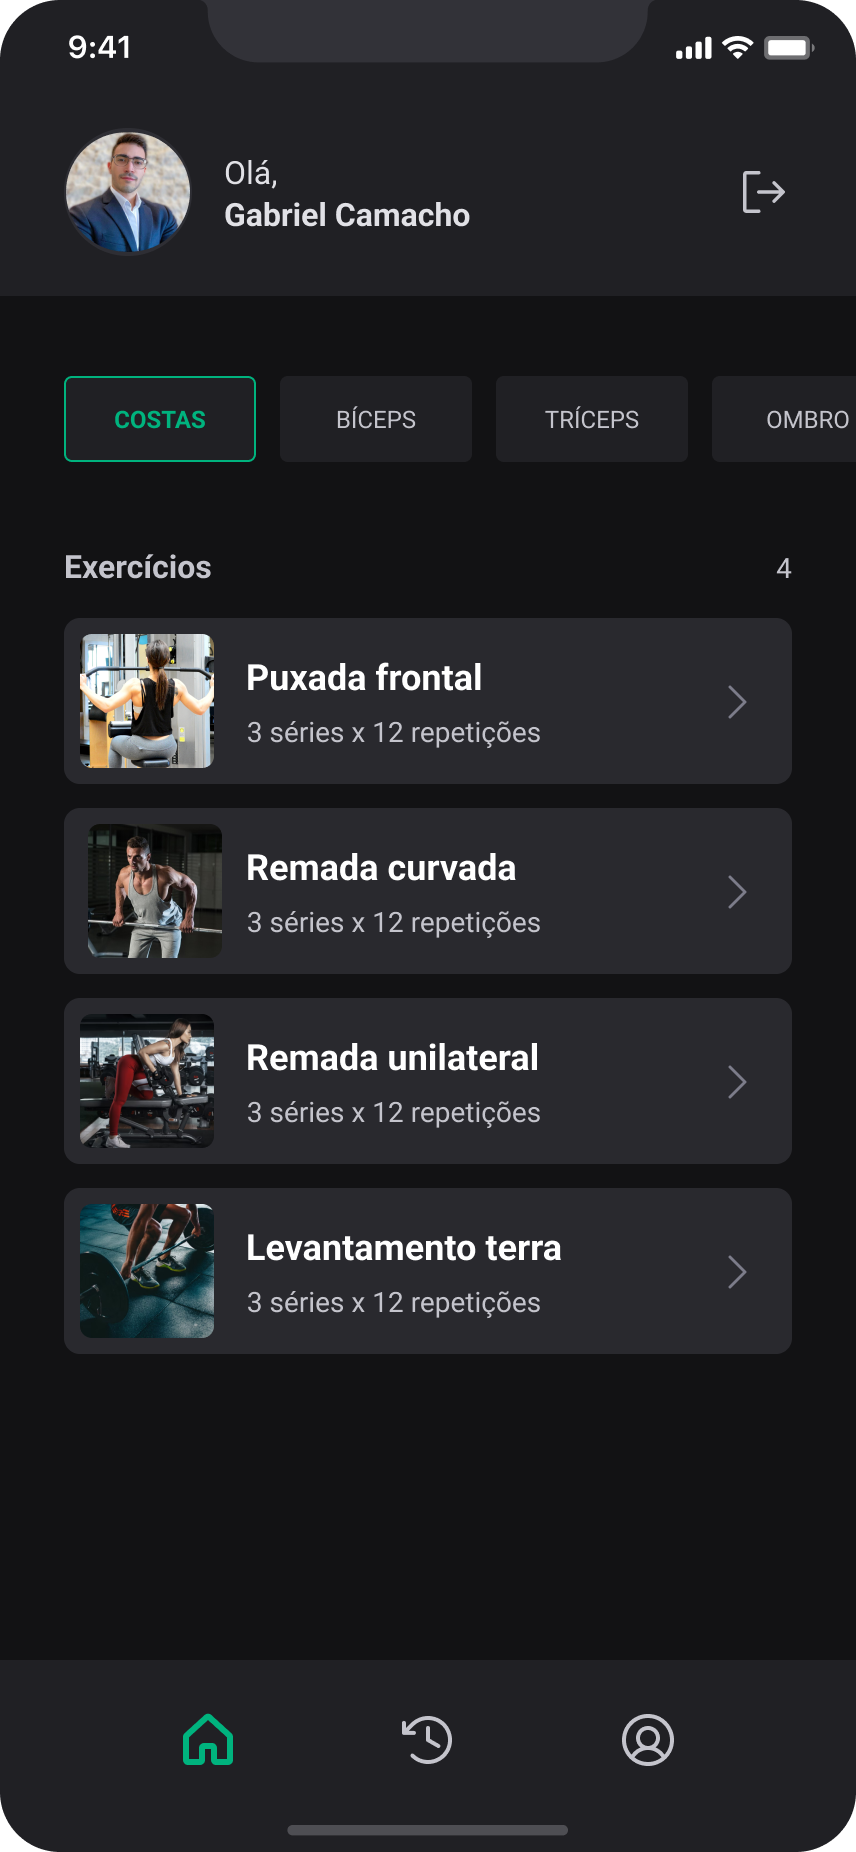 9:41
Olá,
Gabriel Camacho
COSTAS BÍCEPS TRÍCEPS OMBRO
Exercícios 4
Puxada frontal
3 séries x 12 repetições
Remada curvada
3 séries x 12 repetições
Remada unilateral
3 séries x 12 repetições
Levantamento terra
3 séries x 12 repetições